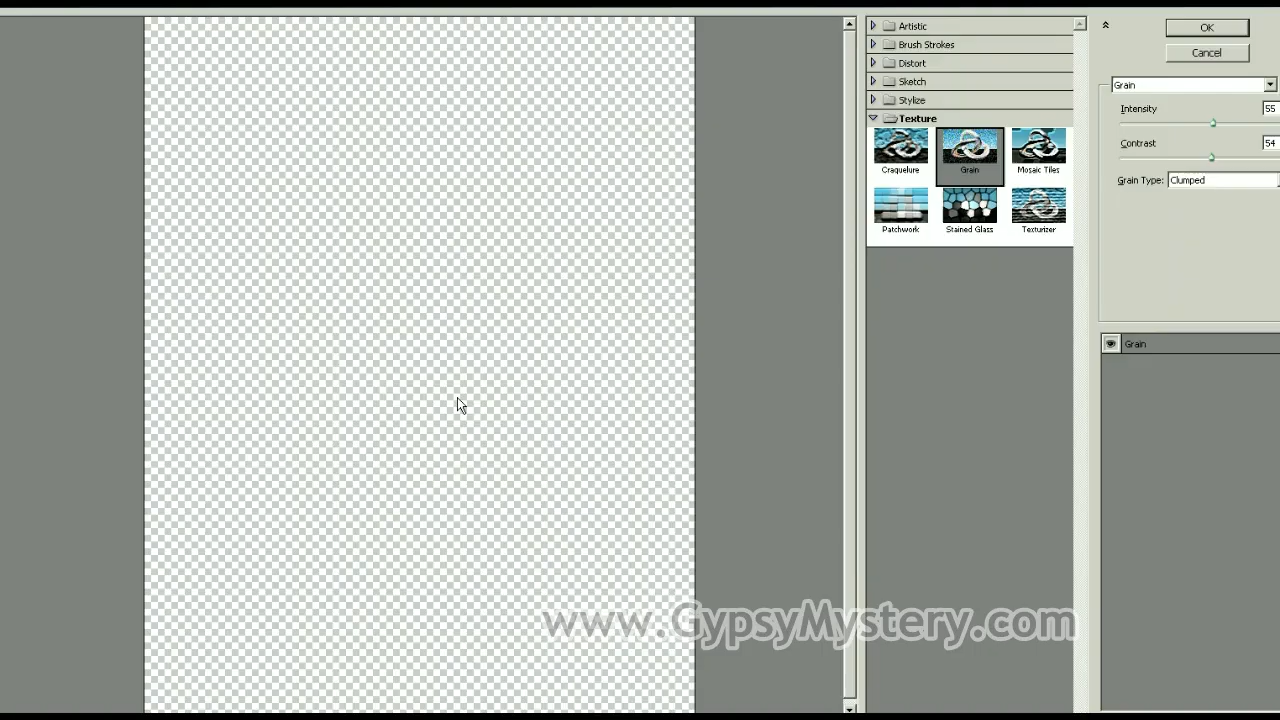 Artistic
Brush Strokes
Distort
Sketch
Stylize
Texture
Craquelure
Grain
Mosaic Tiles
Patchwork
Stained Glass
Texturizer
OK
Cancel
Grain
Intensity 55
Contrast 54
Grain Type: Clumped
Grain
www.GypsyMystery.com